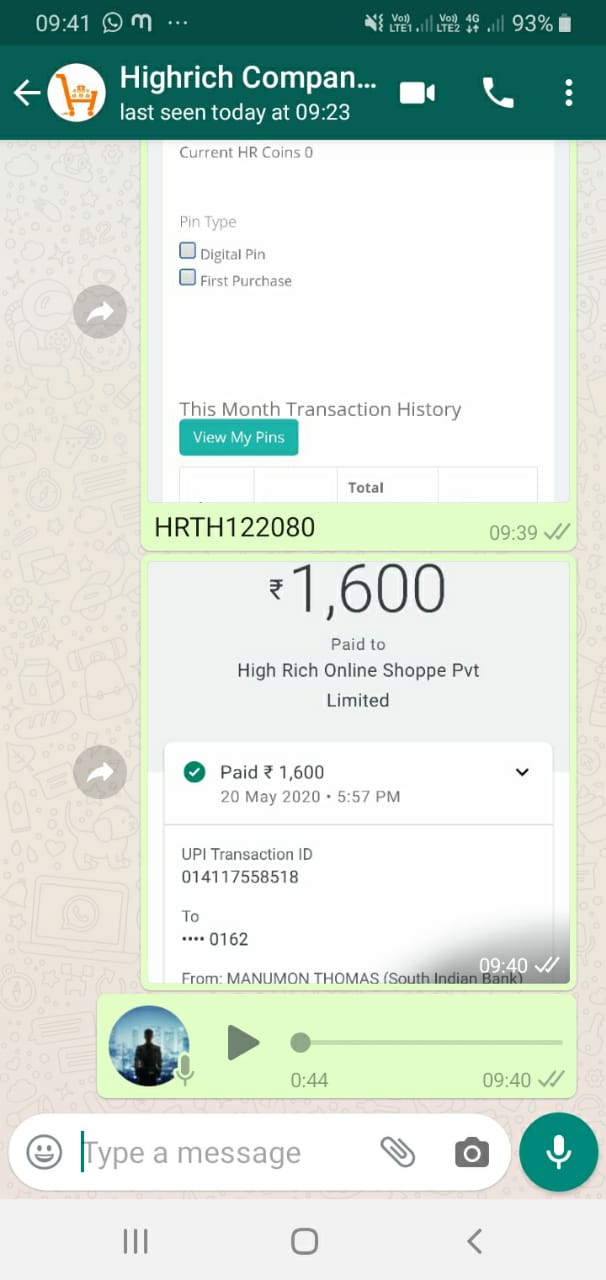 09:41 ··· Vo)) LTE1 Vo)) LTE2 4G 93%
Highrich Compan...
last seen today at 09:23
Current HR Coins 0
Pin Type
Digital Pin
First Purchase
This Month Transaction History
View My Pins
Total
HRTH122080
09:39
₹1,600
Paid to
High Rich Online Shoppe Pvt
Limited
Paid ₹ 1,600
20 May 2020 • 5:57 PM
UPI Transaction ID
014117558518
To
•••• 0162
09:40
From: MANUMON THOMAS (South Indian Bank)
0:44 09:40
Type a message